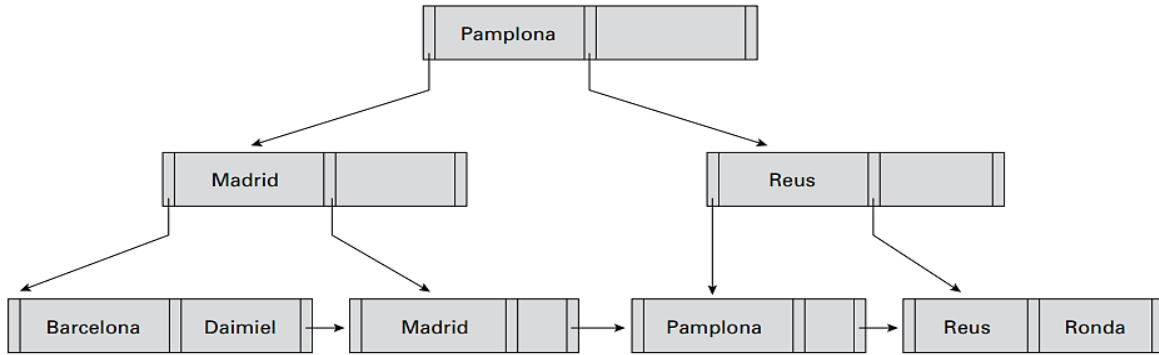 Pamplona
Madrid
Reus
Barcelona Daimiel
Madrid
Pamplona
Reus Ronda